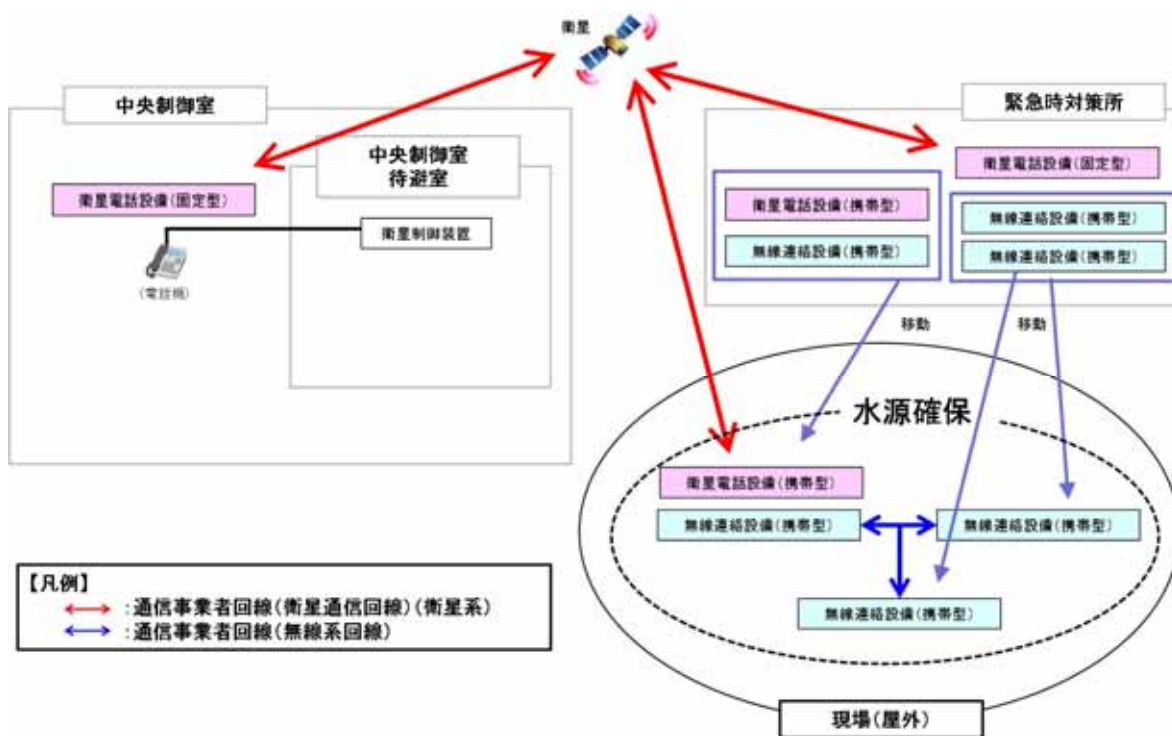 衛星
中央制御室
緊急時対策所
中央制御室
待避室
衛星電話設備(固定型)
衛星制御装置
(電話機)
衛星電話設備(固定型)
衛星電話設備(携帯型)
無線連絡設備(携帯型)
無線連絡設備(携帯型)
無線連絡設備(携帯型)
移動
移動
水源確保
衛星電話設備(携帯型)
無線連絡設備(携帯型)
無線連絡設備(携帯型)
無線連絡設備(携帯型)
【凡例】
:通信事業者回線(衛星通信回線)(衛星系)
:通信事業者回線(無線系回線)
現場(屋外)